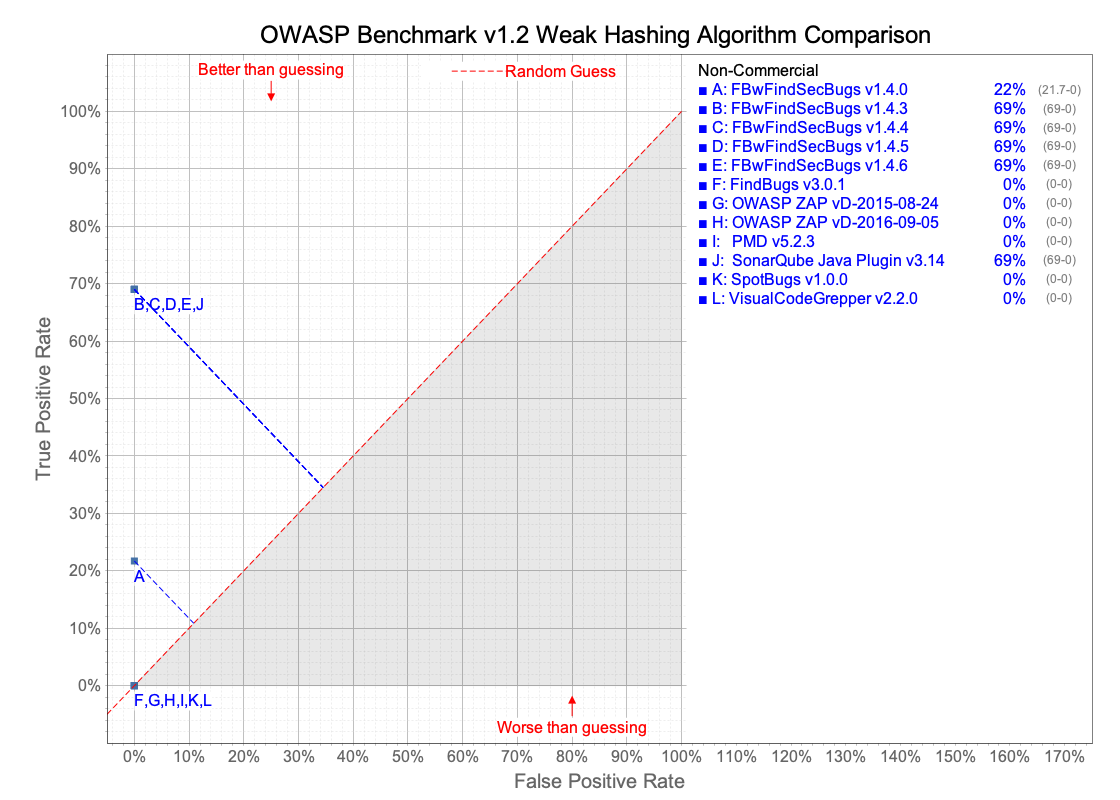 OWASP Benchmark v1.2 Weak Hashing Algorithm Comparison
Better than guessing
Random Guess
Non-Commercial
A: FBwFindSecBugs v1.4.0 22% (21.7-0)
B: FBwFindSecBugs v1.4.3 69% (69-0)
C: FBwFindSecBugs v1.4.4 69% (69-0)
D: FBwFindSecBugs v1.4.5 69% (69-0)
E: FBwFindSecBugs v1.4.6 69% (69-0)
F: FindBugs v3.0.1 0% (0-0)
G: OWASP ZAP vD-2015-08-24 0% (0-0)
H: OWASP ZAP vD-2016-09-05 0% (0-0)
I: PMD v5.2.3 0% (0-0)
J: SonarQube Java Plugin v3.14 69% (69-0)
K: SpotBugs v1.0.0 0% (0-0)
L: VisualCodeGrepper v2.2.0 0% (0-0)
True Positive Rate
100%
90%
80%
70%
60%
50%
40%
30%
20%
10%
0%
B,C,D,E,J
A
F,G,H,I,K,L
Worse than guessing
0% 10% 20% 30% 40% 50% 60% 70% 80% 90% 100% 110% 120% 130% 140% 150% 160% 170%
False Positive Rate